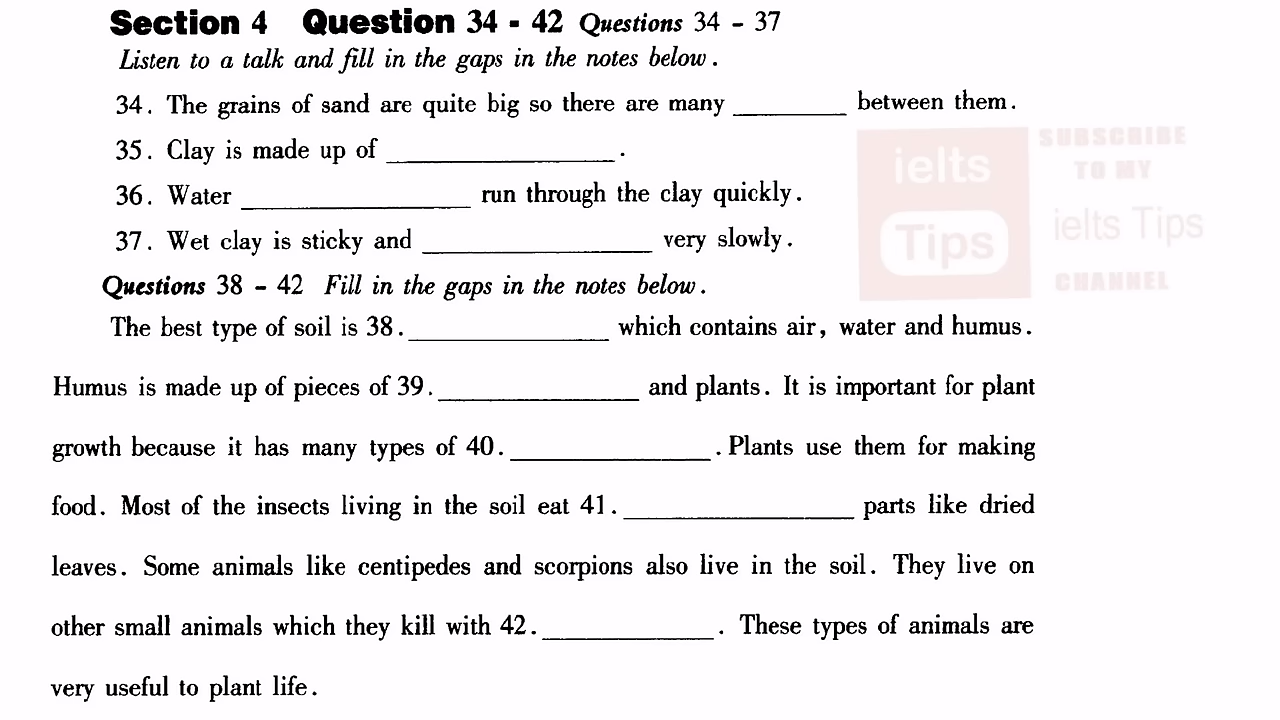 Section 4 Question 34 - 42 Questions 34 - 37
Listen to a talk and fill in the gaps in the notes below.
34. The grains of sand are quite big so there are many ________ between them.
35. Clay is made up of ________________.
36. Water ________________ run through the clay quickly.
37. Wet clay is sticky and ________________ very slowly.
Questions 38 - 42 Fill in the gaps in the notes below.
The best type of soil is 38. ______________ which contains air, water and humus.
Humus is made up of pieces of 39. ______________ and plants. It is important for plant
growth because it has many types of 40. ______________. Plants use them for making
food. Most of the insects living in the soil eat 41. ________________ parts like dried
leaves. Some animals like centipedes and scorpions also live in the soil. They live on
other small animals which they kill with 42. ____________. These types of animals are
very useful to plant life.
ielts
Tips
SUBSCRIBE
TO MY
ielts Tips
CHANNEL